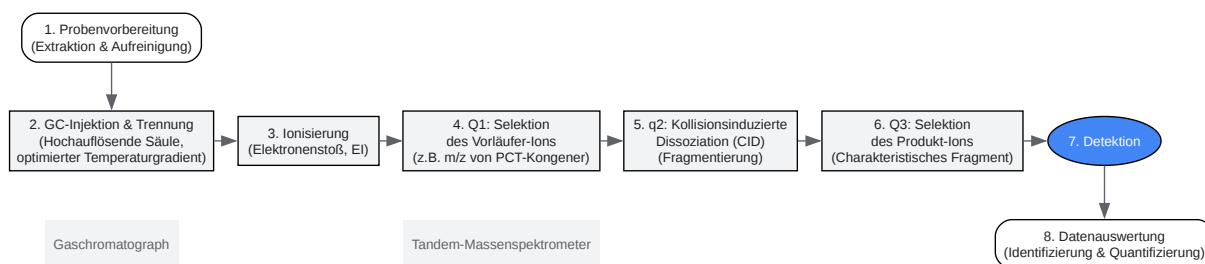 1. Probenvorbereitung
(Extraktion & Aufreinigung)
2. GC-Injektion & Trennung
(Hochauflösende Säule,
optimierter Temperaturgradient)
3. Ionisierung
(Elektronenstoß, EI)
4. Q1: Selektion
des Vorläufer-Ions
(z.B. m/z von PCT-Kongener)
5. q2: Kollisionsinduzierte
Dissoziation (CID)
(Fragmentierung)
6. Q3: Selektion
des Produkt-Ions
(Charakteristisches Fragment)
7. Detektion
8. Datenauswertung
(Identifizierung & Quantifizierung)
Gaschromatograph
Tandem-Massenspektrometer